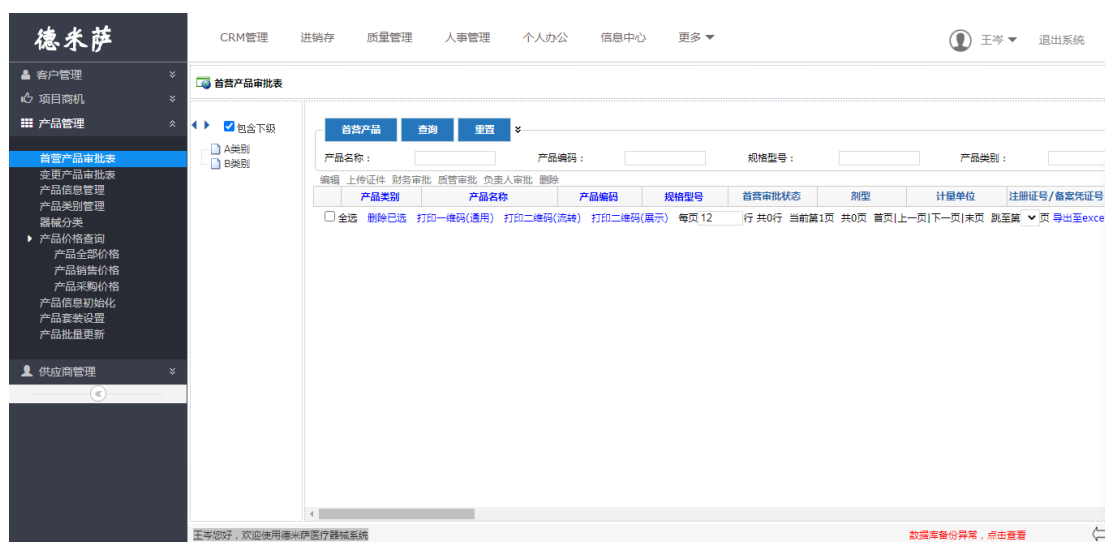 德米萨
CRM管理 进销存 质量管理 人事管理 个人办公 信息中心 更多 王岑 退出系统
客户管理
项目商机
产品管理
首营产品审批表
变更产品审批表
产品信息管理
产品类别管理
器械分类
产品价格查询
产品全部价格
产品销售价格
产品采购价格
产品信息初始化
产品套装设置
产品批量更新
供应商管理
首营产品审批表
包含下级
A类别
B类别
首营产品 查询 重置
产品名称： 产品编码： 规格型号： 产品类别：
编辑 上传证件 财务审批 质管审批 负责人审批 删除
产品类别 产品名称 产品编码 规格型号 首营审批状态 剂型 计量单位 注册证号/备案凭证号
全选 删除已选 打印一维码(通用) 打印二维码(流转) 打印二维码(展示) 每页 12 行 共0行 当前第1页 共0页 首页|上一页|下一页|末页 跳至第 页 导出至exce
王岑您好，欢迎使用德米萨医疗器械系统 数据库备份异常，点击查看